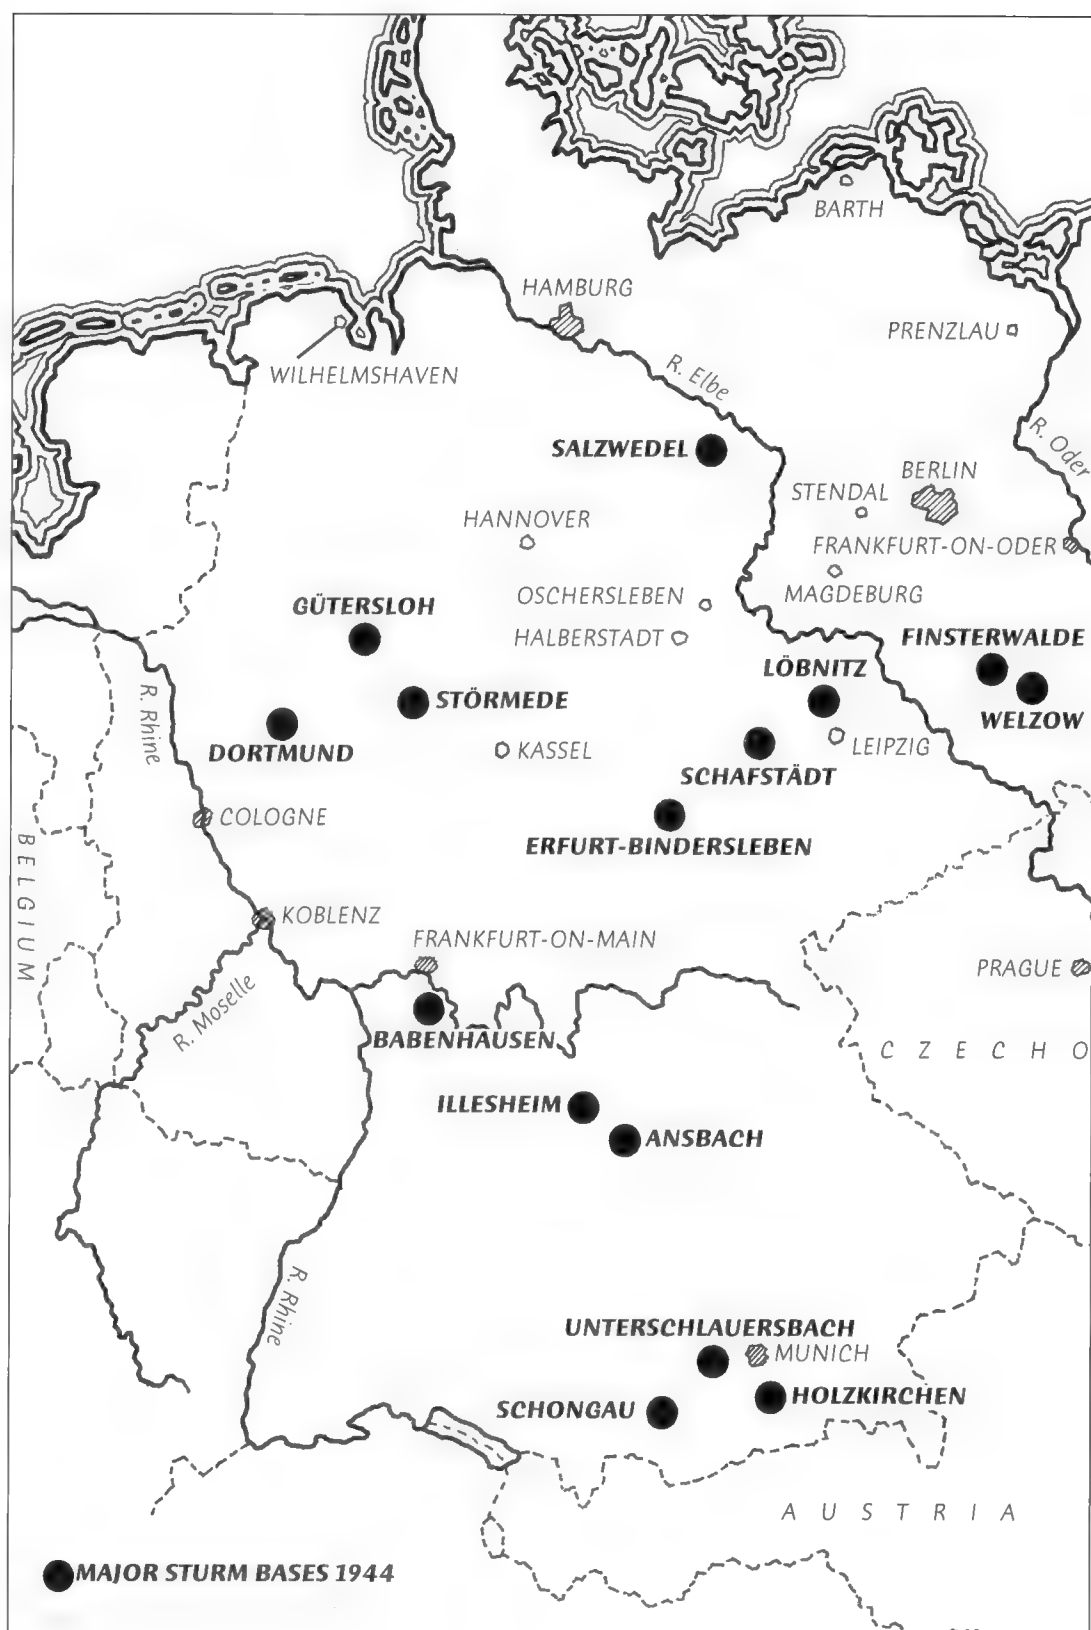 BARTH
HAMBURG
PRENZLAU
WILHELMSHAVEN
R. Elbe
R. Oder
SALZWEDEL
BERLIN
STENDAL
HANNOVER
FRANKFURT-ON-ODER
OSCHERSLEBEN
MAGDEBURG
GÜTERSLOH
HALBERSTADT
FINSTERWALDE
LÖBNITZ
R. Rhine
STÖRMEDE
WELZOW
DORTMUND
KASSEL
LEIPZIG
SCHAFSTÄDT
COLOGNE
ERFURT-BINDERSLEBEN
BELGIUM
KOBLENZ
FRANKFURT-ON-MAIN
PRAGUE
R. Moselle
BABENHAUSEN
CZECHO
ILLESHEIM
ANSBACH
R. Rhine
UNTERSCHLAUERSBACH
MUNICH
HOLZKIRCHEN
SCHONGAU
AUSTRIA
MAJOR STURM BASES 1944